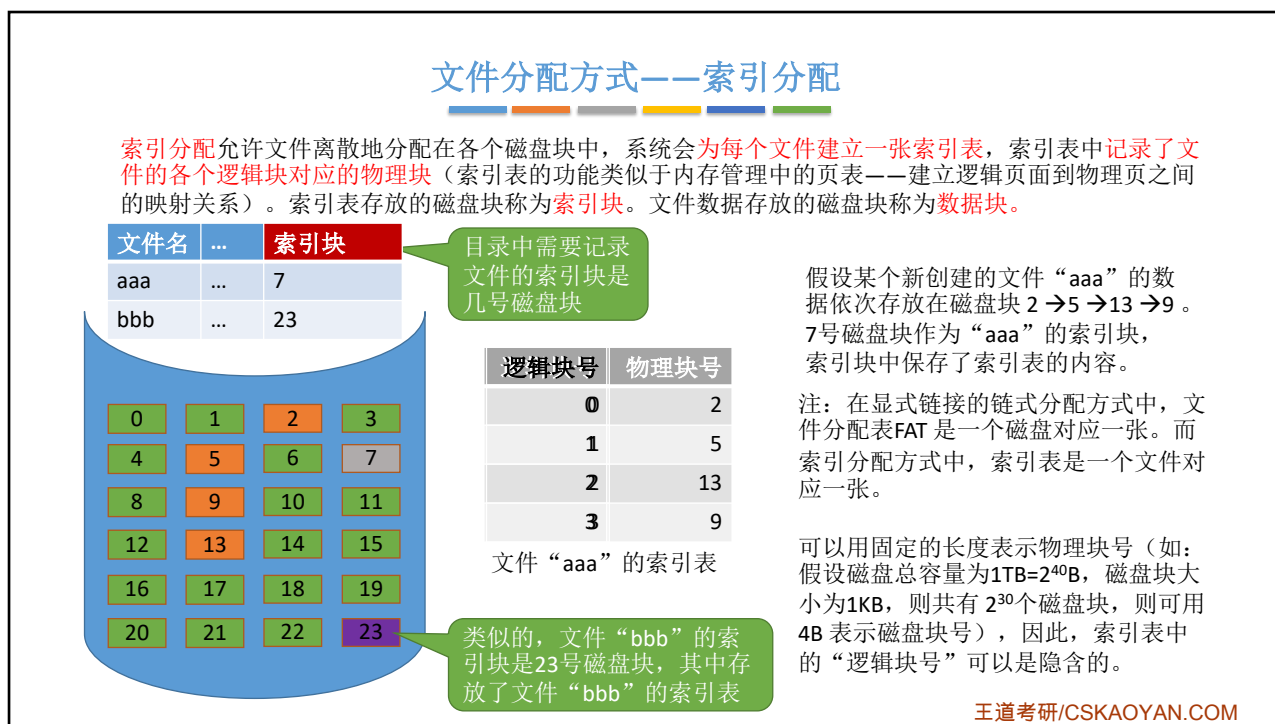 文件分配方式——索引分配
索引分配允许文件离散地分配在各个磁盘块中，系统会为每个文件建立一张索引表，索引表中记录了文
件的各个逻辑块对应的物理块（索引表的功能类似于内存管理中的页表——建立逻辑页面到物理页之间
的映射关系）。索引表存放的磁盘块称为索引块。文件数据存放的磁盘块称为数据块。
文件名 … 索引块
aaa … 7
bbb … 23
目录中需要记录
文件的索引块是
几号磁盘块
0 1 2 3
4 5 6 7
8 9 10 11
12 13 14 15
16 17 18 19
20 21 22 23
逻辑块号 物理块号
0 2
1 5
2 13
3 9
文件“aaa”的索引表
类似的，文件“bbb”的索
引块是23号磁盘块，其中存
放了文件“bbb”的索引表
假设某个新创建的文件“aaa”的数
据依次存放在磁盘块 2 →5 →13 →9 。
7号磁盘块作为“aaa”的索引块，
索引块中保存了索引表的内容。
注：在显式链接的链式分配方式中，文
件分配表FAT 是一个磁盘对应一张。而
索引分配方式中，索引表是一个文件对
应一张。
可以用固定的长度表示物理块号（如：
假设磁盘总容量为1TB=2⁴⁰B，磁盘块大
小为1KB，则共有 2³⁰个磁盘块，则可用
4B 表示磁盘块号），因此，索引表中
的“逻辑块号”可以是隐含的。
王道考研/CSKAOYAN.COM